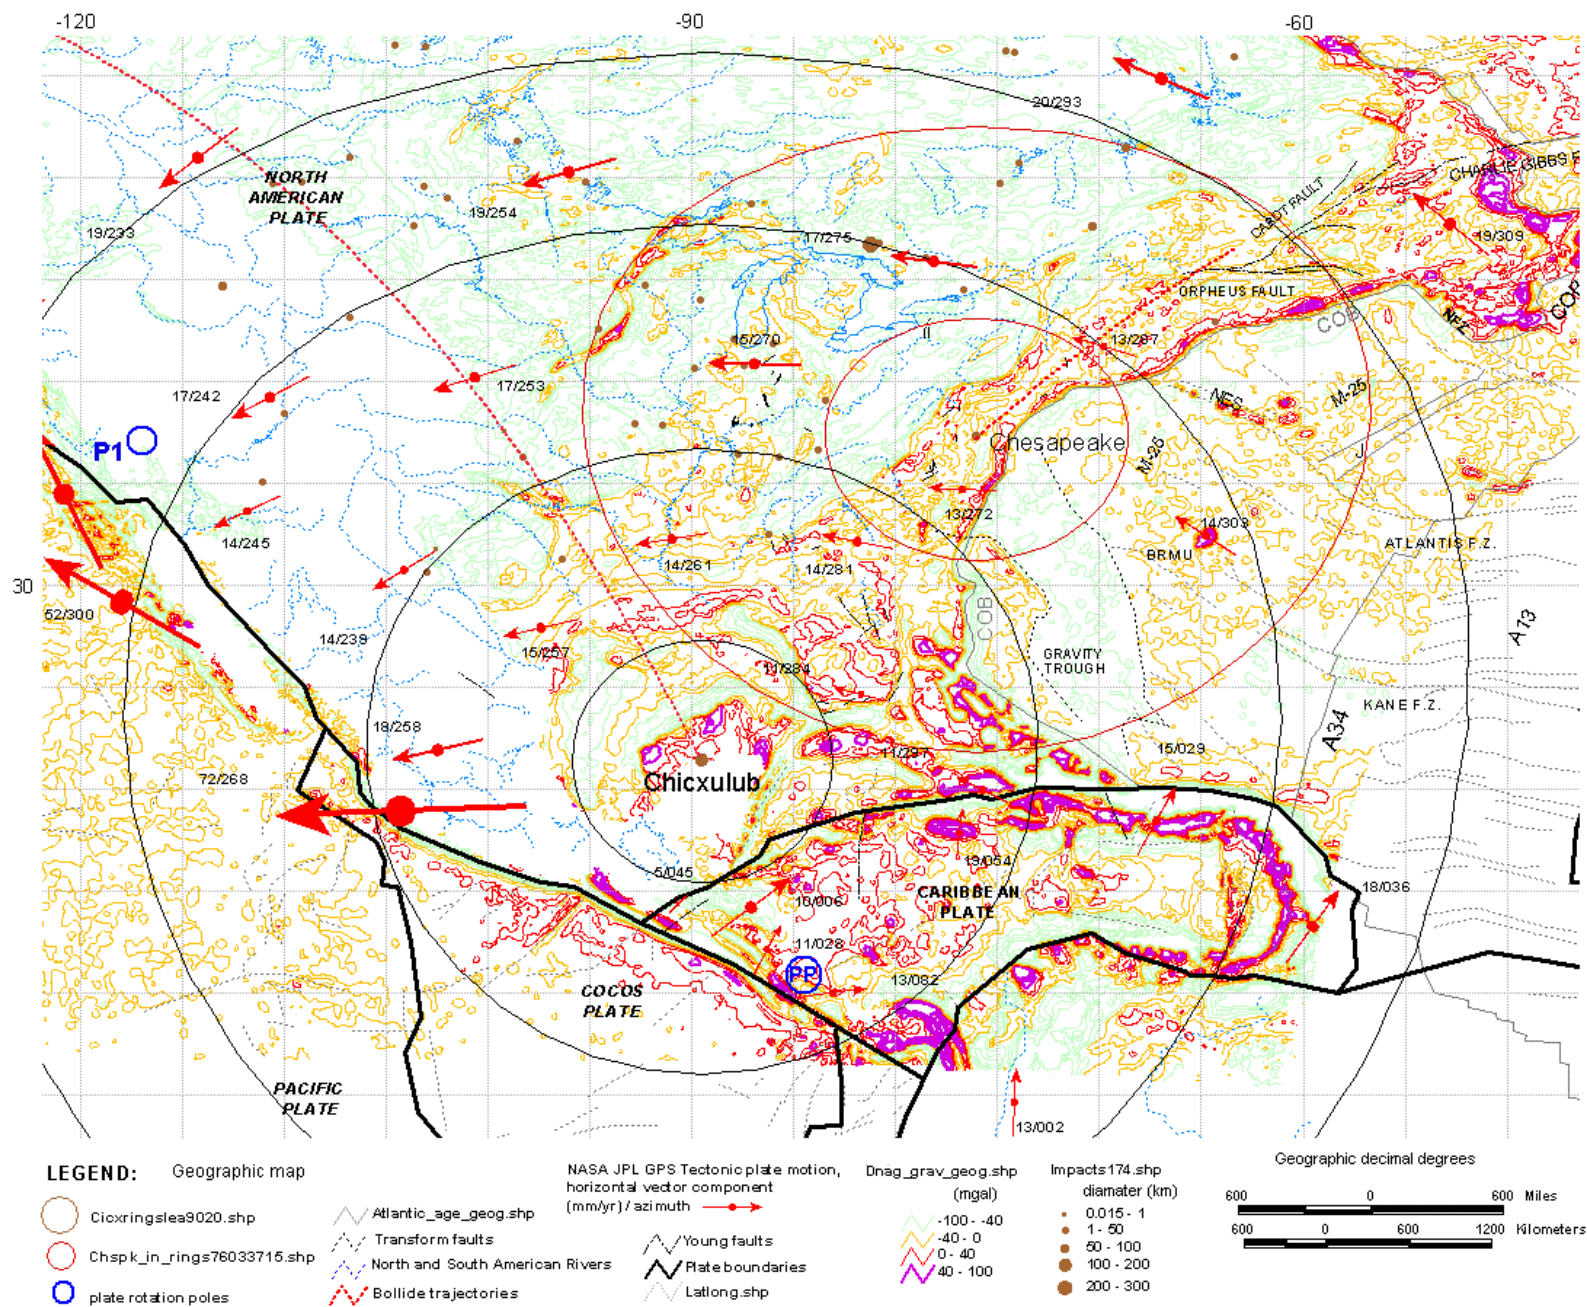 -120
-90
-60
20/293
NORTH
AMERICAN
PLATE
CHARLIE GIBBS F
CABOT FAULT
19/254
19/233
17/275
19/309
ORPHEUS FAULT
COB
NFZ
COB
II
15/270
13/287
17/253
17/242
NES
M-25
P1
Chesapeake
M-25
J
13/272
14/303
14/245
BRMU
ATLANTIS F.Z.
14/261
14/281
30
52/300
COB
A13
14/239
15/257
GRAVITY
TROUGH
11/284
KANE F.Z.
18/258
A34
11/297
15/029
72/268
Chicxulub
19/054
5/045
CARIBBEAN
PLATE
18/036
10/006
11/028
PP
13/082
COCOS
PLATE
PACIFIC
PLATE
13/002
LEGEND: Geographic map
Cicxringslea9020.shp
Chspk_in_rings76033715.shp
plate rotation poles
Atlantic_age_geog.shp
Transform faults
North and South American Rivers
Bollide trajectories
NASA JPL GPS Tectonic plate motion,
horizontal vector component
(mm/yr) / azimuth
Young faults
Plate boundaries
Latlong.shp
Dnag_grav_geog.shp
(mgal)
-100 - -40
-40 - 0
0 - 40
40 - 100
Impacts174.shp
diamater (km)
0.015 - 1
1 - 50
50 - 100
100 - 200
200 - 300
Geographic decimal degrees
600 0 600 Miles
600 0 600 1200 Kilometers